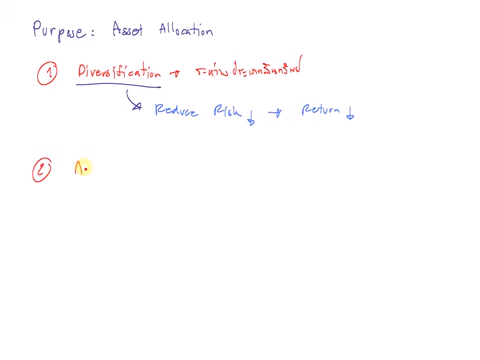 Purpose: Asset Allocation
① Diversification → ระหว่างประเภทสินทรัพย์
Reduce Risk ↓ → Return ↓
②